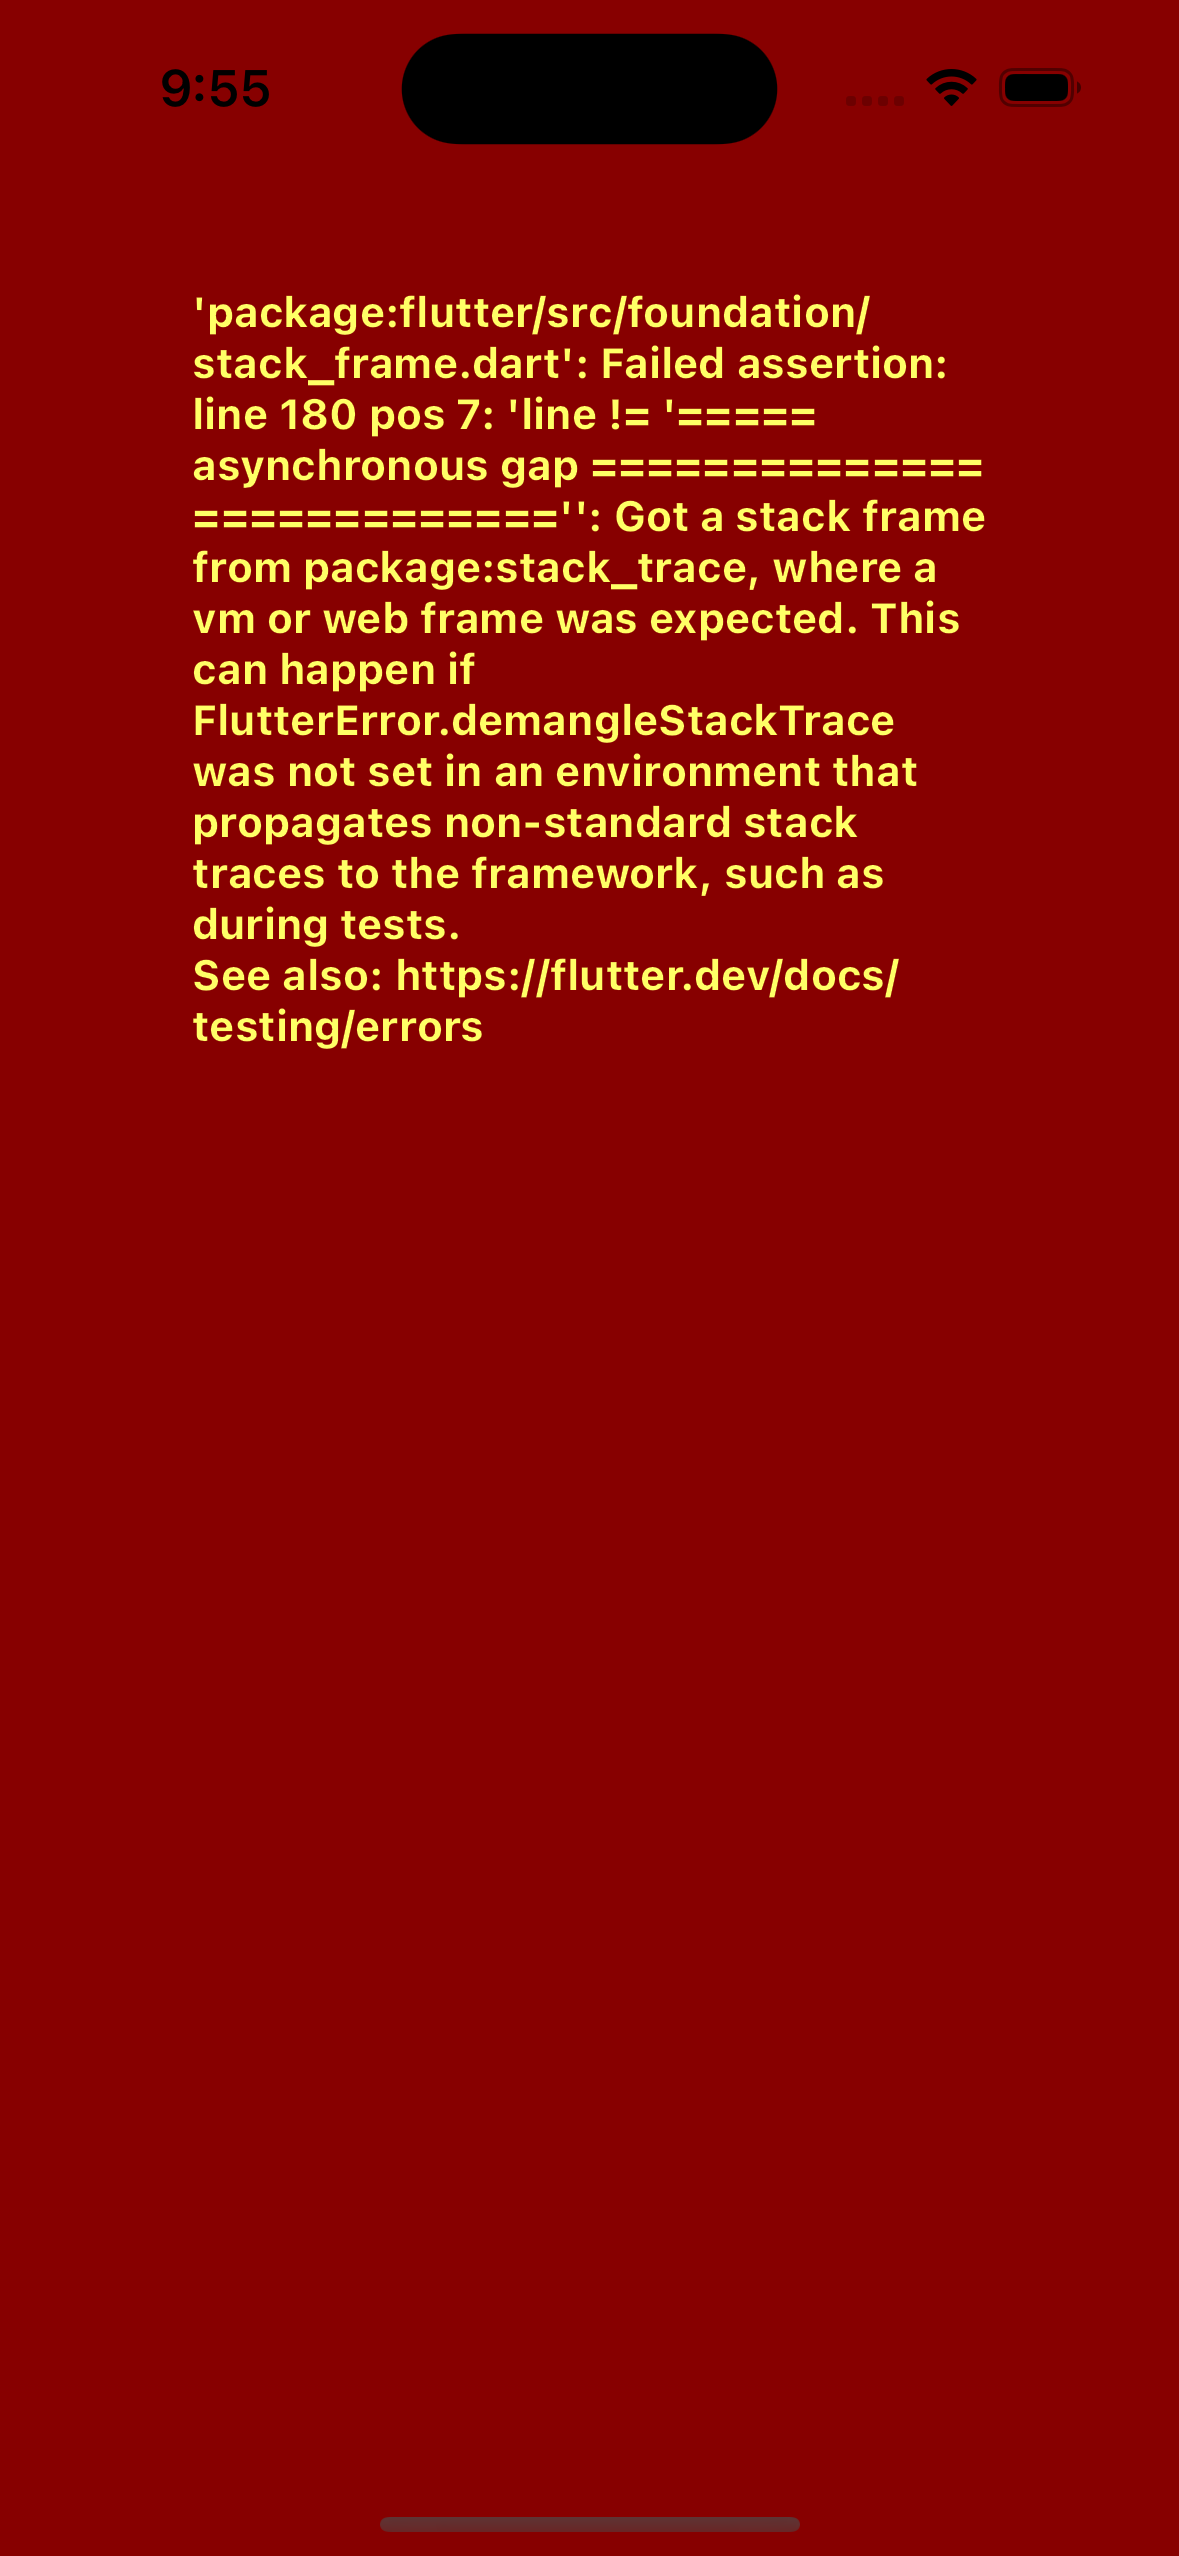 9:55
'package:flutter/src/foundation/
stack_frame.dart': Failed assertion:
line 180 pos 7: 'line != '=====
asynchronous gap ==============
=============='': Got a stack frame
from package:stack_trace, where a
vm or web frame was expected. This
can happen if
FlutterError.demangleStackTrace
was not set in an environment that
propagates non-standard stack
traces to the framework, such as
during tests.
See also: https://flutter.dev/docs/
testing/errors